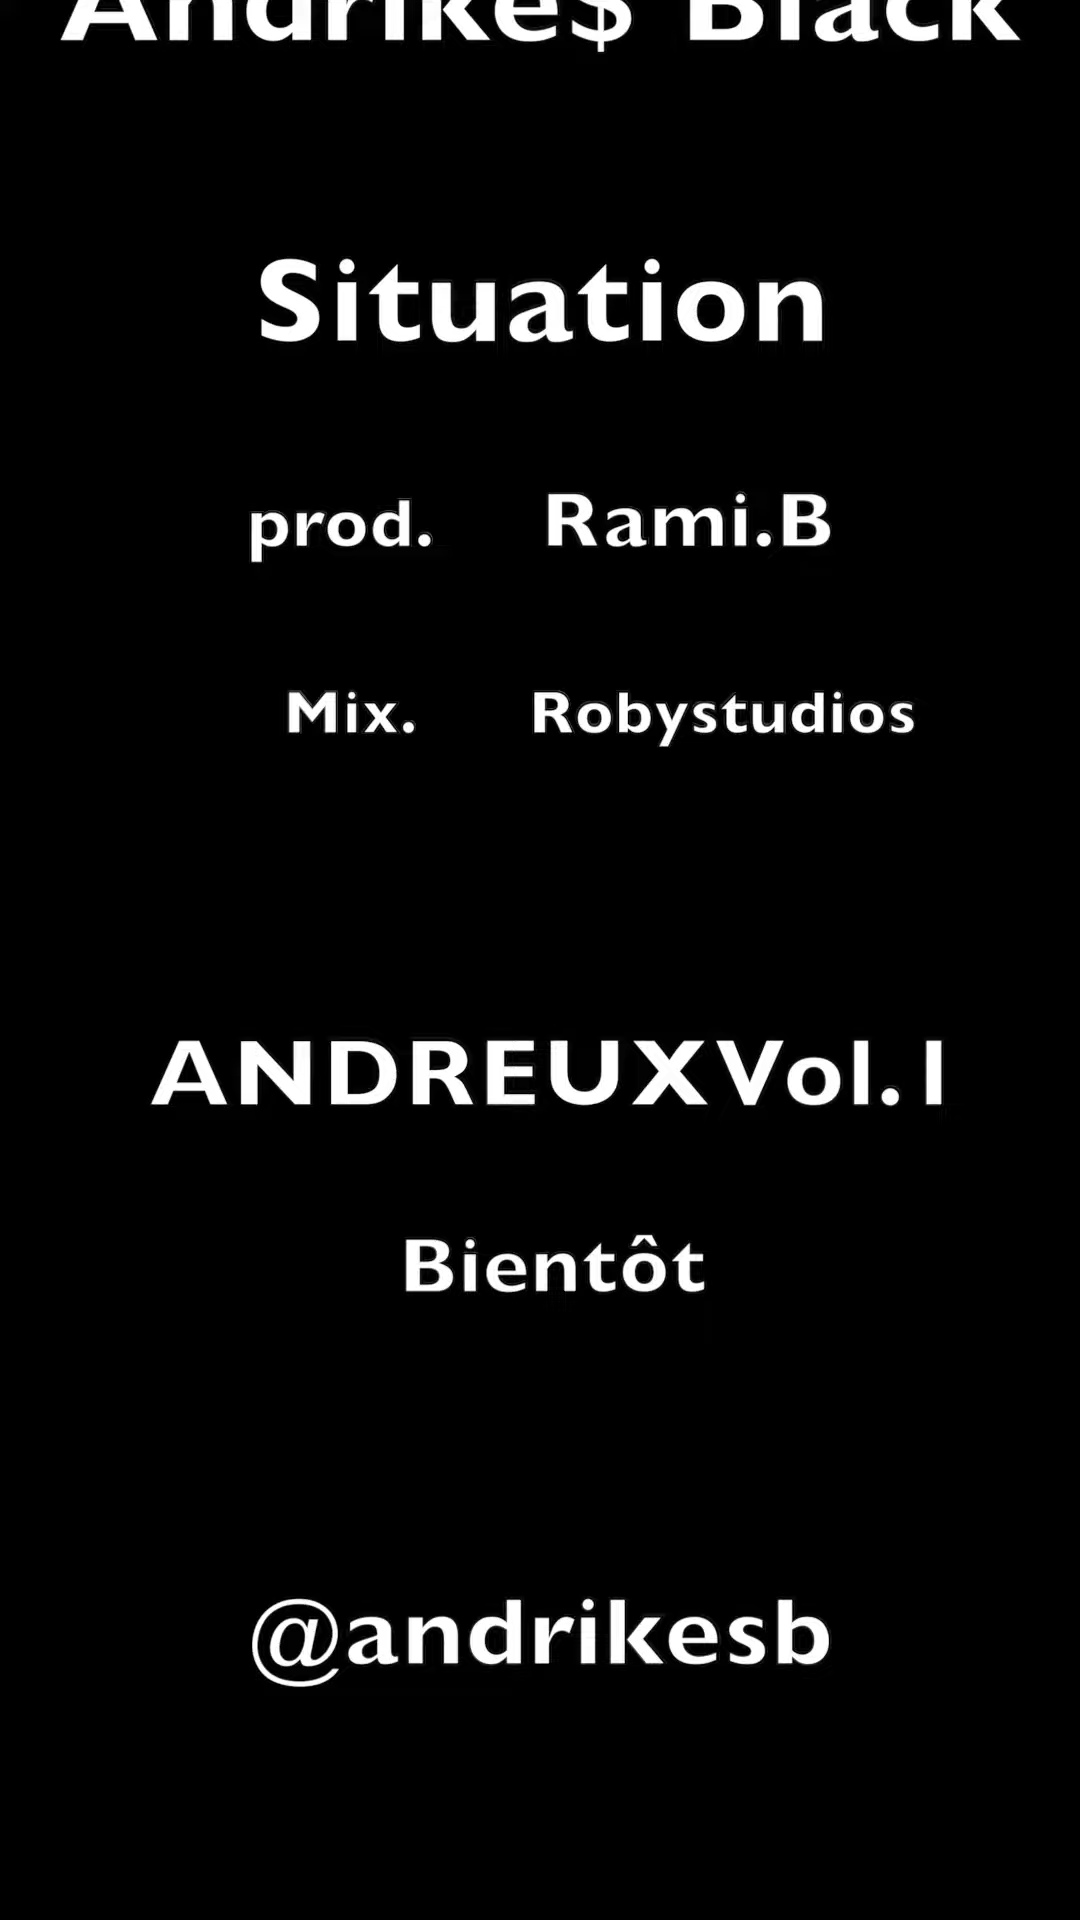 Andrike$ Black
Situation
prod. Rami.B
Mix. Robystudios
ANDREUXVol.1
Bientôt
@andrikesb